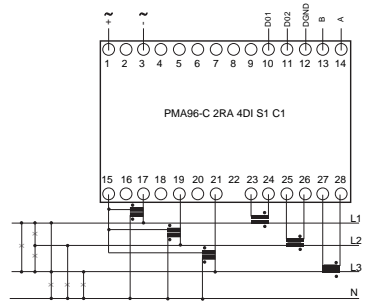 ~ ~
+ - D01 D02 DGND B A
1 2 3 4 5 6 7 8 9 10 11 12 13 14
PMA96-C 2RA 4DI S1 C1
15 16 17 18 19 20 21 22 23 24 25 26 27 28
L1
L2
L3
N